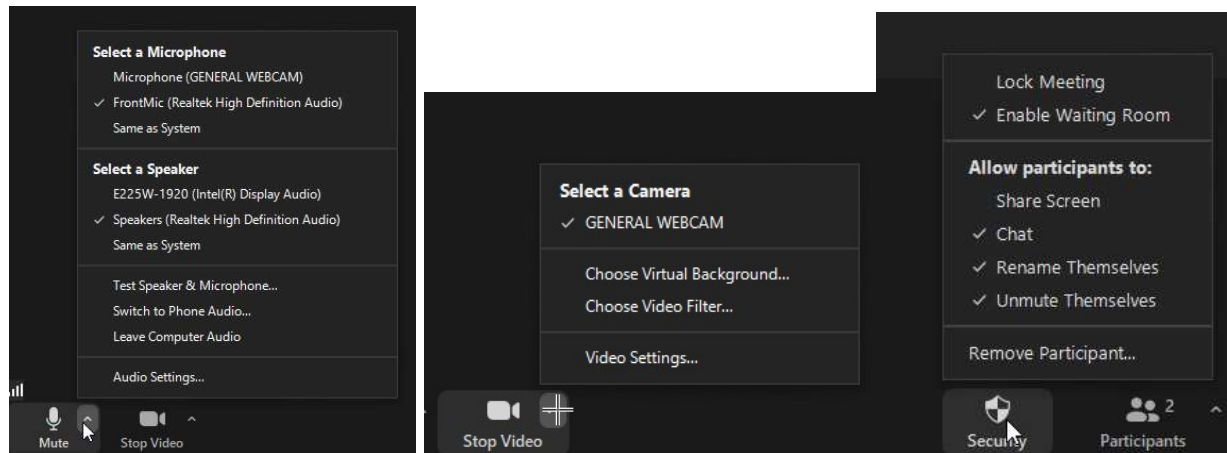 Select a Microphone
Microphone (GENERAL WEBCAM)
FrontMic (Realtek High Definition Audio)
Same as System
Select a Speaker
E225W-1920 (Intel(R) Display Audio)
Speakers (Realtek High Definition Audio)
Same as System
Test Speaker & Microphone...
Switch to Phone Audio...
Leave Computer Audio
Audio Settings...
Mute
Stop Video
Select a Camera
GENERAL WEBCAM
Choose Virtual Background...
Choose Video Filter...
Video Settings...
Stop Video
Lock Meeting
Enable Waiting Room
Allow participants to:
Share Screen
Chat
Rename Themselves
Unmute Themselves
Remove Participant...
Security
2
Participants